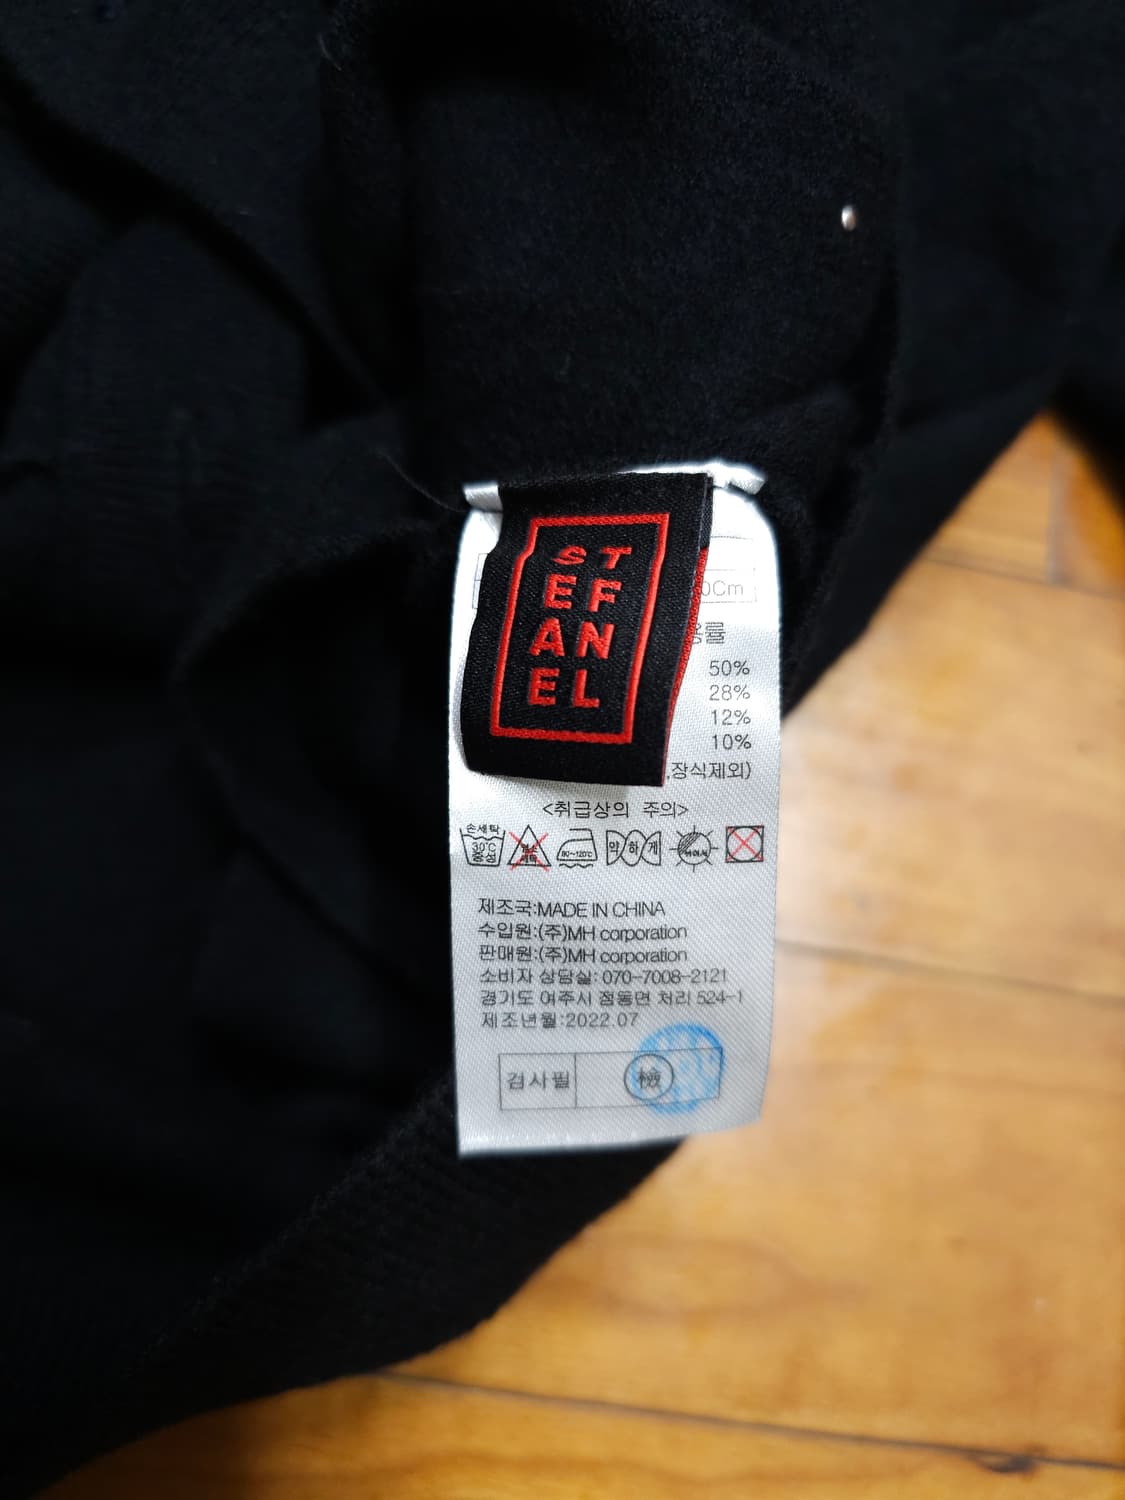 ST
EF
AN
EL
0Cm
률
50%
28%
12%
10%
,장식제외)
<취급상의 주의>
손세탁
30℃
중성
80~120℃
약하게
제조국:MADE IN CHINA
수입원:(주)MH corporation
판매원:(주)MH corporation
소비자 상담실: 070-7008-2121
경기도 여주시 점동면 처리 524-1
제조년월:2022.07
검사필 檢